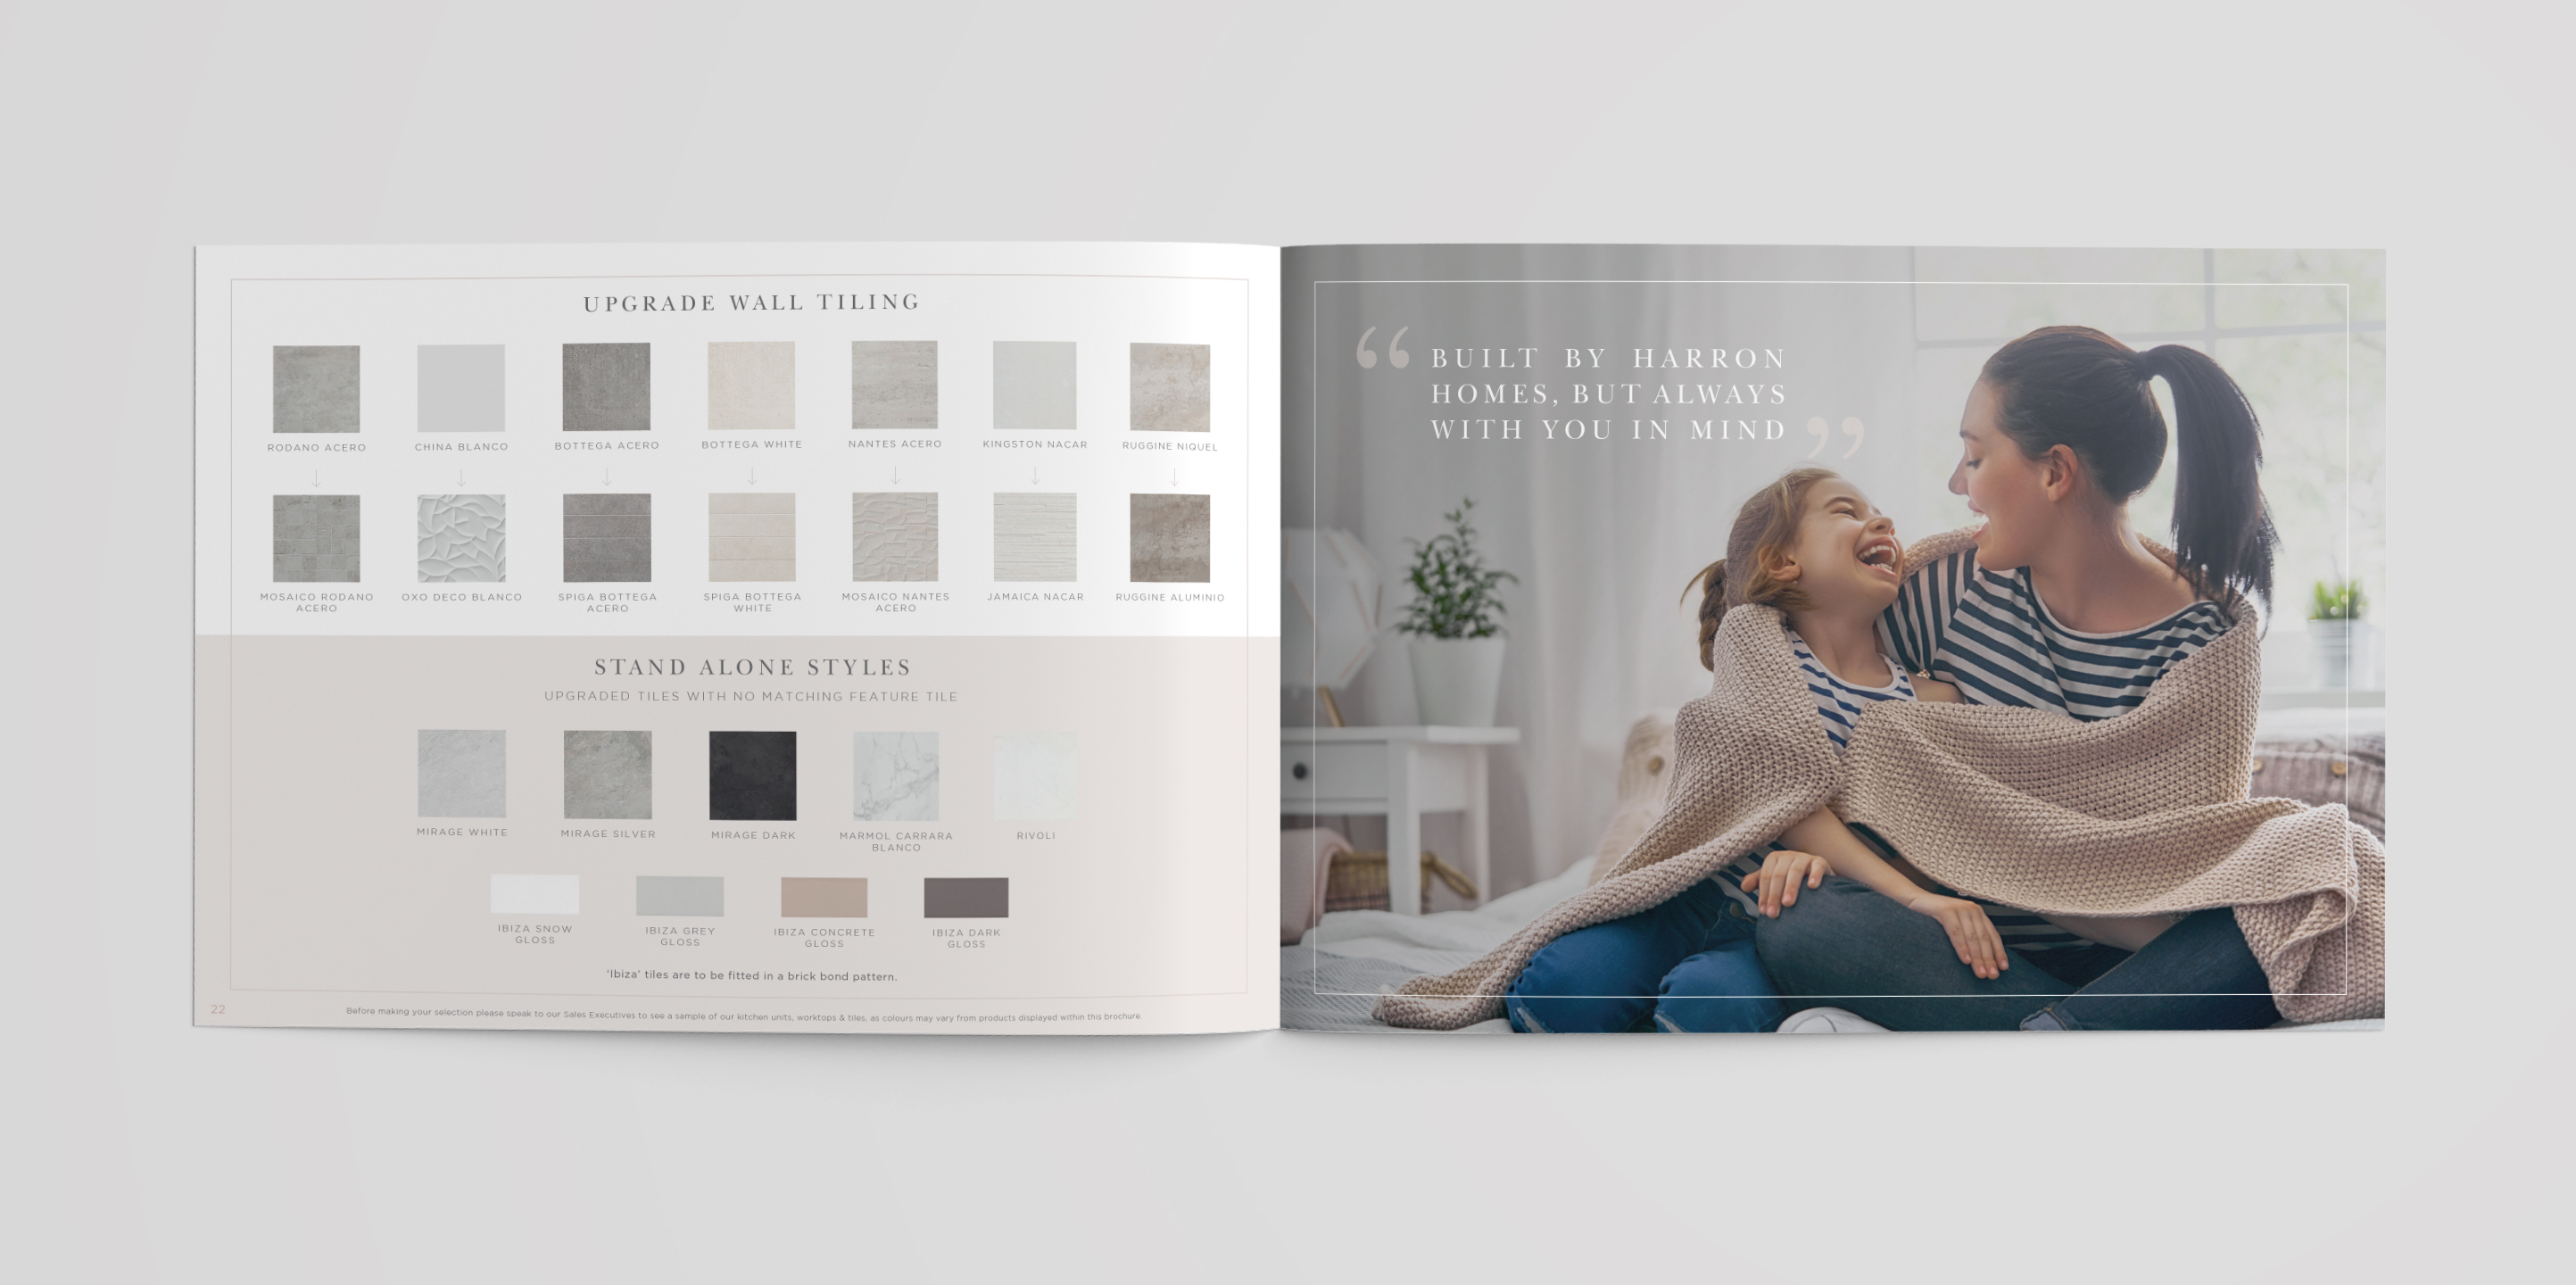 UPGRADE WALL TILING
RODANO ACERO
CHINA BLANCO
BOTTEGA ACERO
BOTTEGA WHITE
NANTES ACERO
KINGSTON NACAR
RUGGINE NIQUEL
MOSAICO RODANO
ACERO
OXO DECO BLANCO
SPIGA BOTTEGA
ACERO
SPIGA BOTTEGA
WHITE
MOSAICO NANTES
ACERO
JAMAICA NACAR
RUGGINE ALUMINIO
STAND ALONE STYLES
UPGRADED TILES WITH NO MATCHING FEATURE TILE
MIRAGE WHITE
MIRAGE SILVER
MIRAGE DARK
MARMOL CARRARA
BLANCO
RIVOLI
IBIZA SNOW
GLOSS
IBIZA GREY
GLOSS
IBIZA CONCRETE
GLOSS
IBIZA DARK
GLOSS
'Ibiza' tiles are to be fitted in a brick bond pattern.
22
Before making your selection please speak to our Sales Executives to see a sample of our kitchen units, worktops & tiles, as colours may vary from products displayed within this brochure.
“ BUILT BY HARRON
HOMES, BUT ALWAYS
WITH YOU IN MIND ”